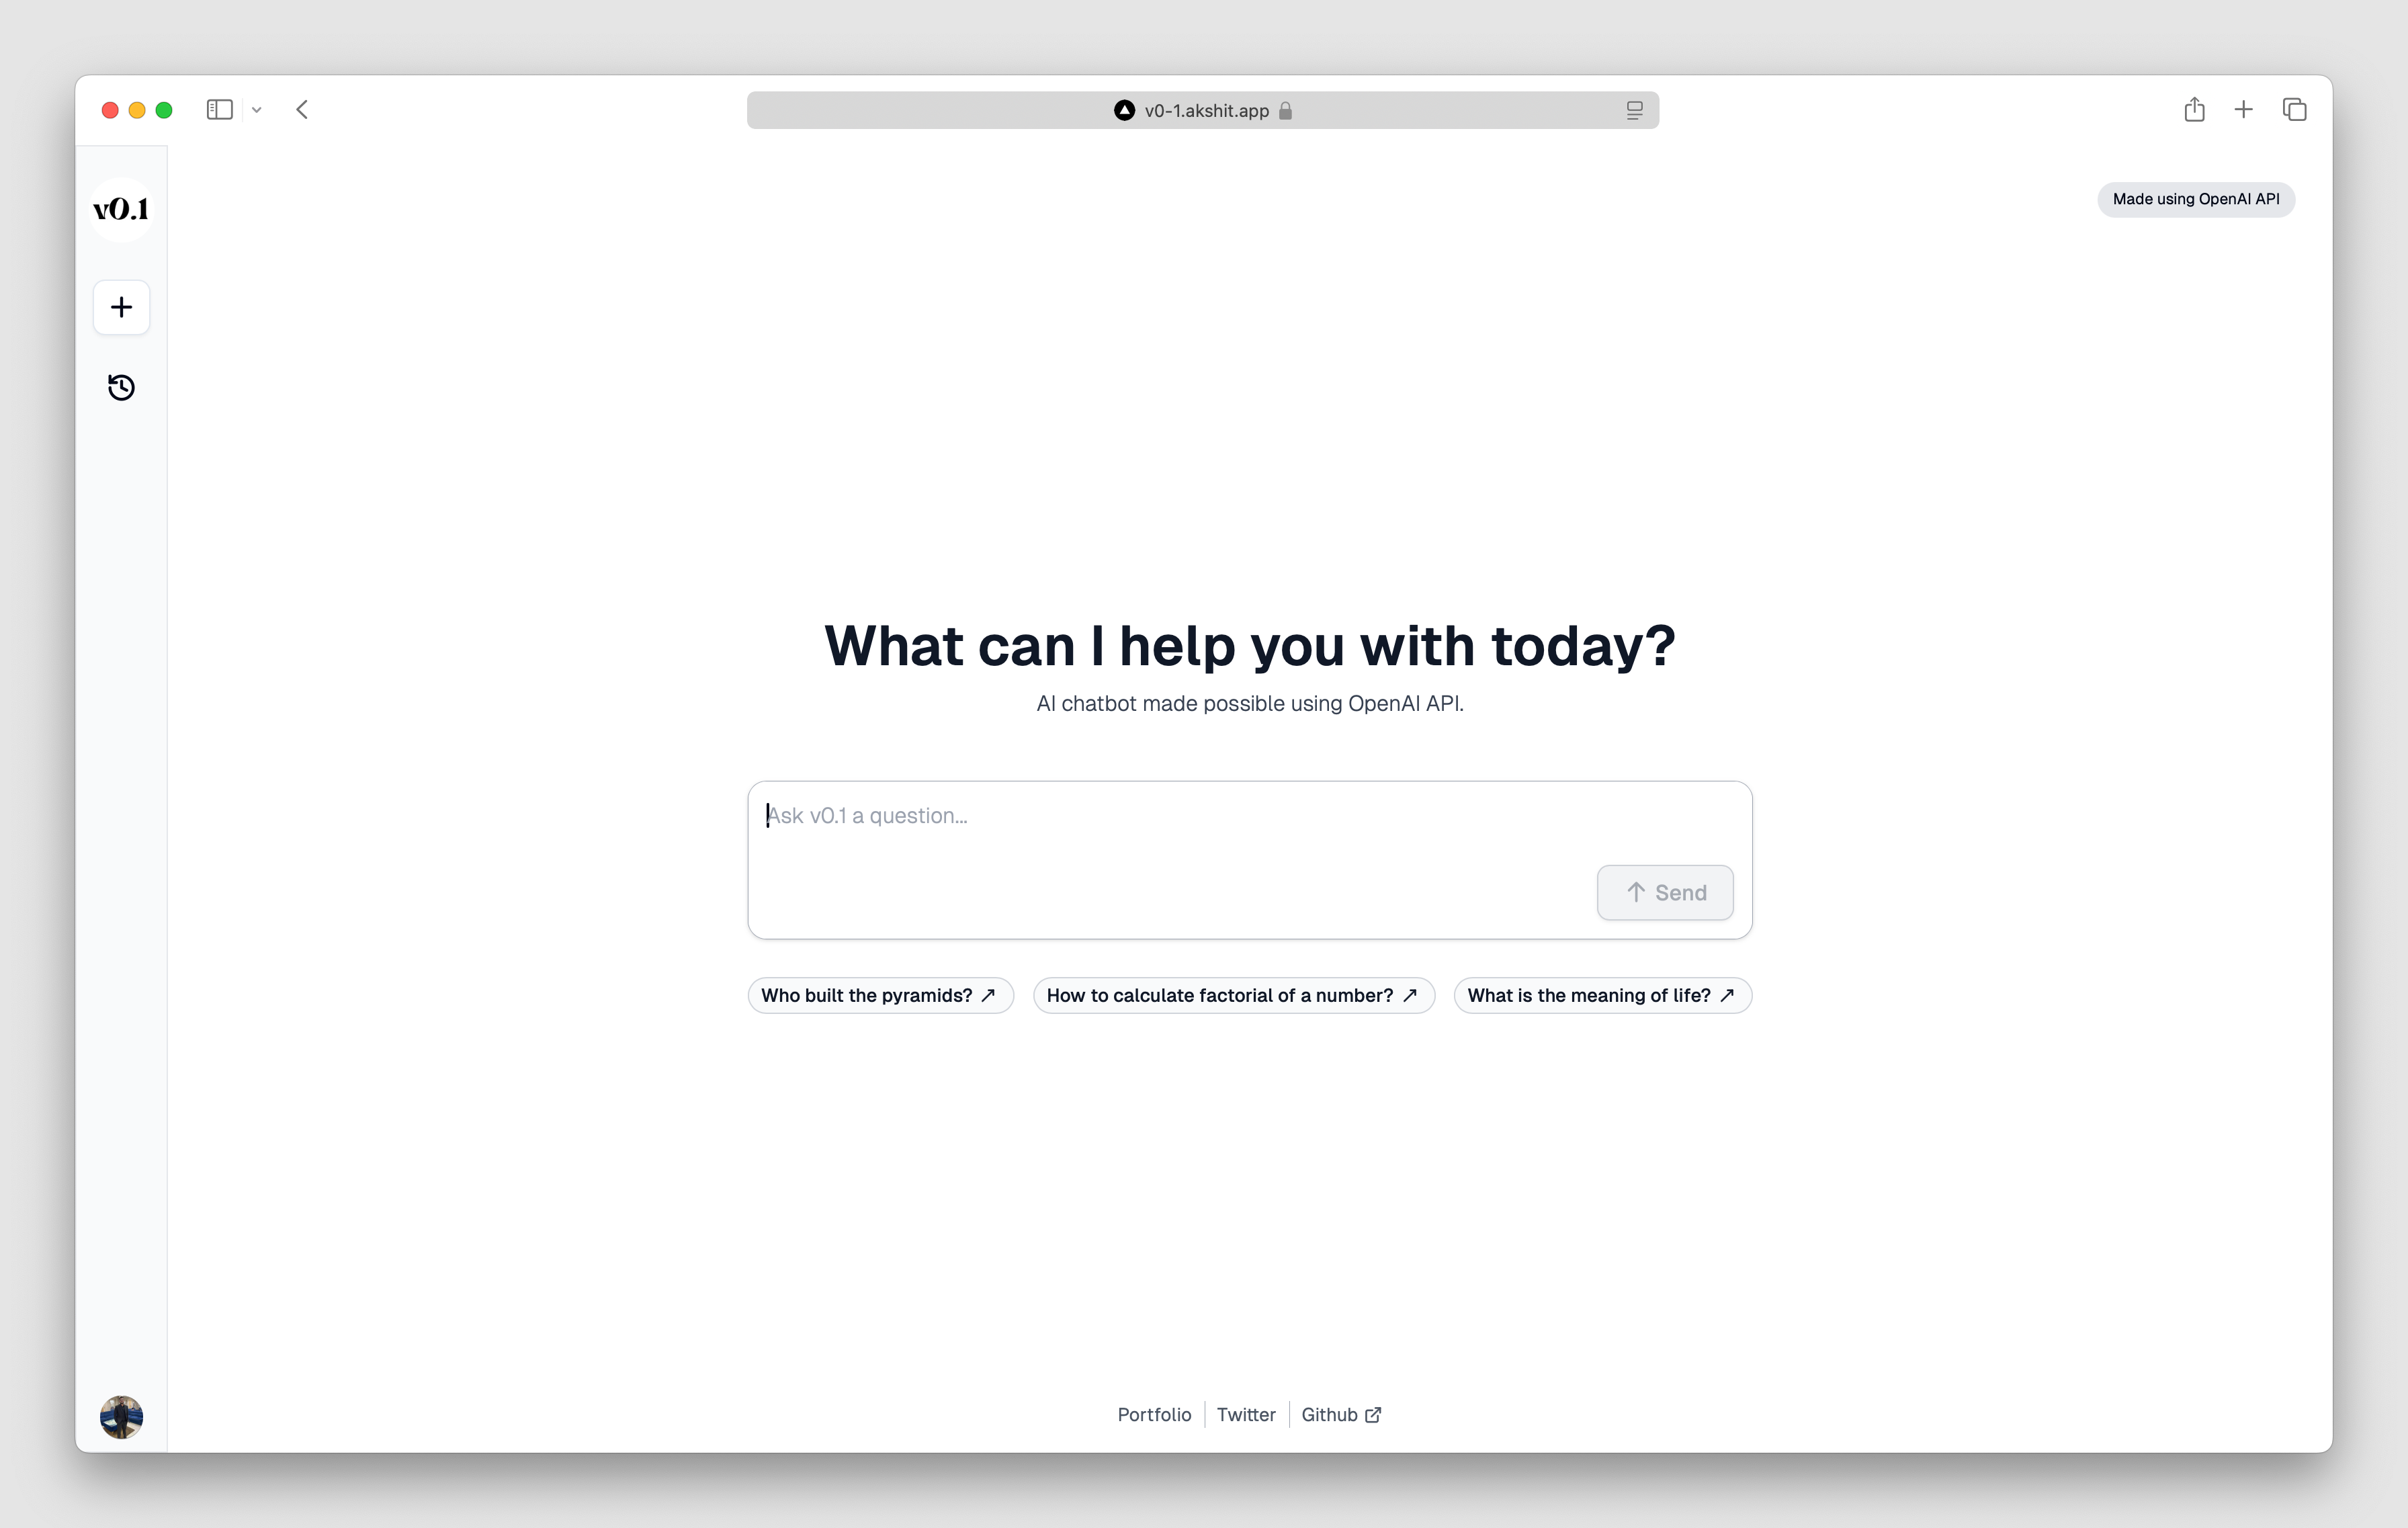 v0-1.akshit.app
v0.1
Made using OpenAI API
What can I help you with today?
AI chatbot made possible using OpenAI API.
Ask v0.1 a question...
Send
Who built the pyramids?
How to calculate factorial of a number?
What is the meaning of life?
Portfolio
Twitter
Github